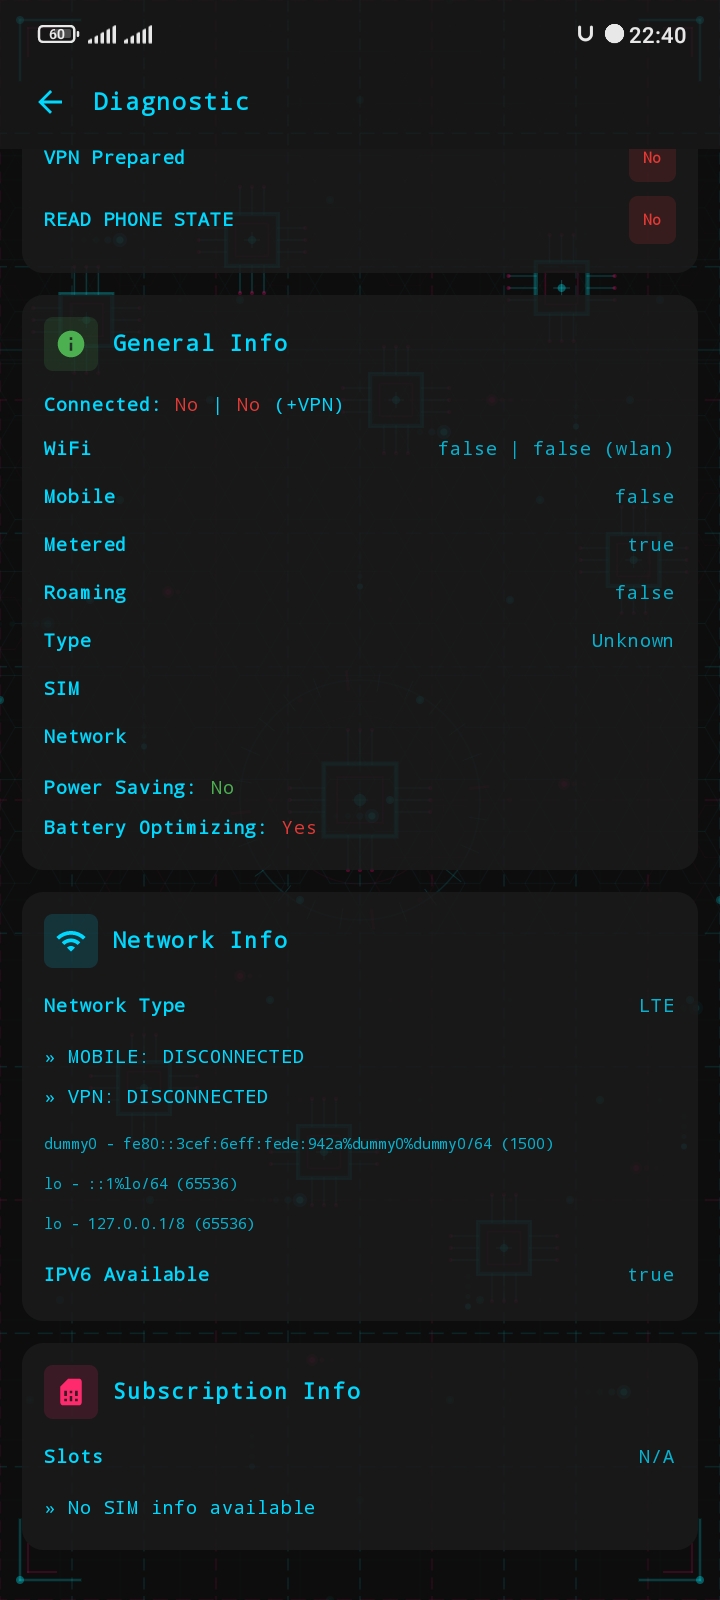 60 U 22:40
Diagnostic
VPN Prepared No
READ PHONE STATE No
General Info
Connected: No | No (+VPN)
WiFi false | false (wlan)
Mobile false
Metered true
Roaming false
Type Unknown
SIM
Network
Power Saving: No
Battery Optimizing: Yes
Network Info
Network Type LTE
» MOBILE: DISCONNECTED
» VPN: DISCONNECTED
dummy0 - fe80::3cef:6eff:fede:942a%dummy0%dummy0/64 (1500)
lo - ::1%lo/64 (65536)
lo - 127.0.0.1/8 (65536)
IPV6 Available true
Subscription Info
Slots N/A
» No SIM info available